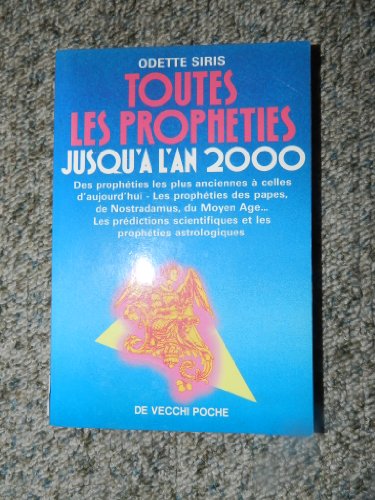 ODETTE SIRIS
TOUTES
LES PROPHETIES
JUSQU'A L'AN 2000
Des prophéties les plus anciennes à celles
d'aujourd'hui - Les prophéties des papes,
de Nostradamus, du Moyen Age...
Les prédictions scientifiques et les
prophéties astrologiques
DE VECCHI POCHE